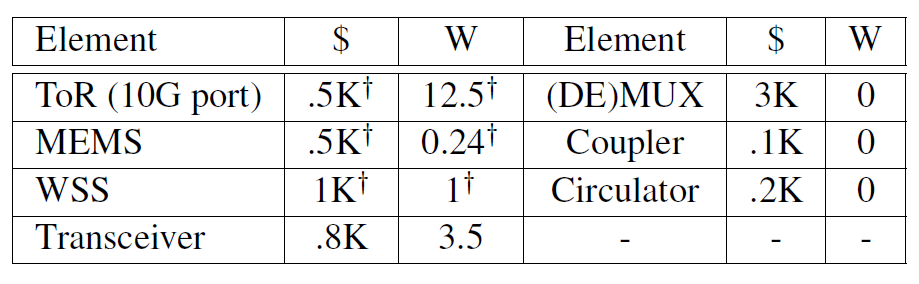 Element $ W Element $ W
ToR (10G port) .5K† 12.5† (DE)MUX 3K 0
MEMS .5K† 0.24† Coupler .1K 0
WSS 1K† 1† Circulator .2K 0
Transceiver .8K 3.5 - - -